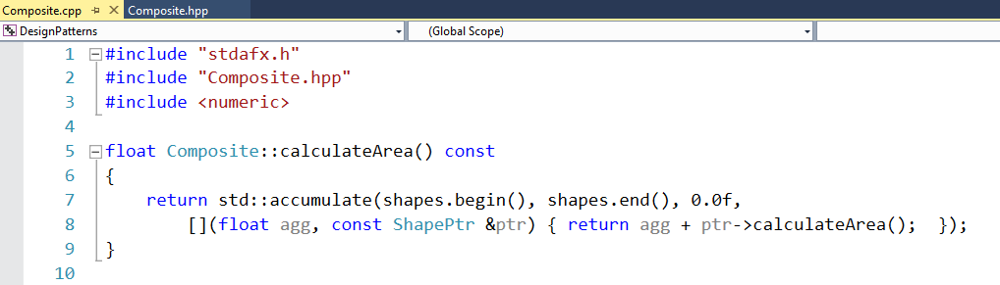 Composite.cpp Composite.hpp
DesignPatterns (Global Scope)
1 #include "stdafx.h"
2 #include "Composite.hpp"
3 #include <numeric>
4
5 float Composite::calculateArea() const
6 {
7 return std::accumulate(shapes.begin(), shapes.end(), 0.0f,
8 [](float agg, const ShapePtr &ptr) { return agg + ptr->calculateArea(); });
9 }
10